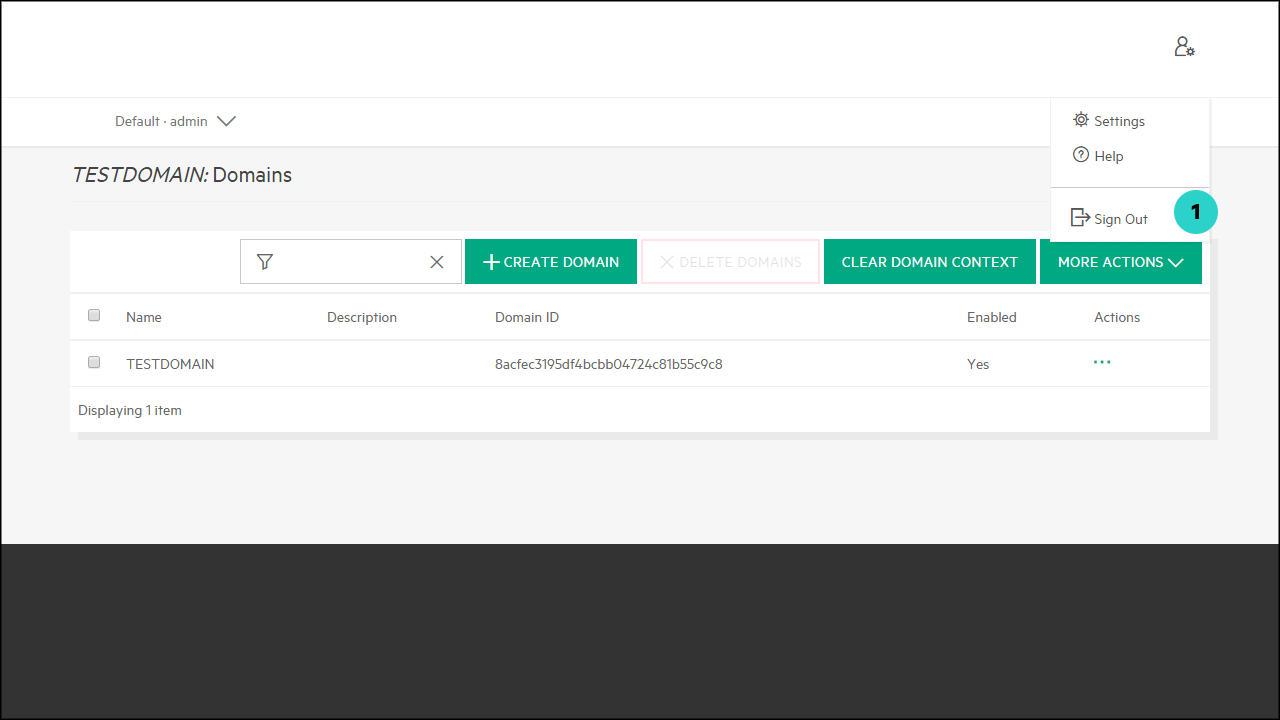 Default · admin
Settings
Help
Sign Out
1
TESTDOMAIN: Domains
CREATE DOMAIN
DELETE DOMAINS
CLEAR DOMAIN CONTEXT
MORE ACTIONS
Name Description Domain ID Enabled Actions
TESTDOMAIN 8acfec3195df4bcbb04724c81b55c9c8 Yes ...
Displaying 1 item